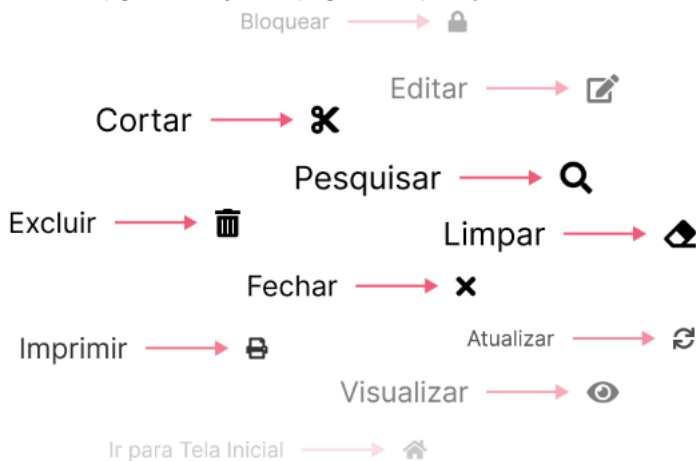 Bloquear
Editar
Cortar
Pesquisar
Excluir
Limpar
Fechar
Atualizar
Imprimir
Visualizar
Ir para Tela Inicial